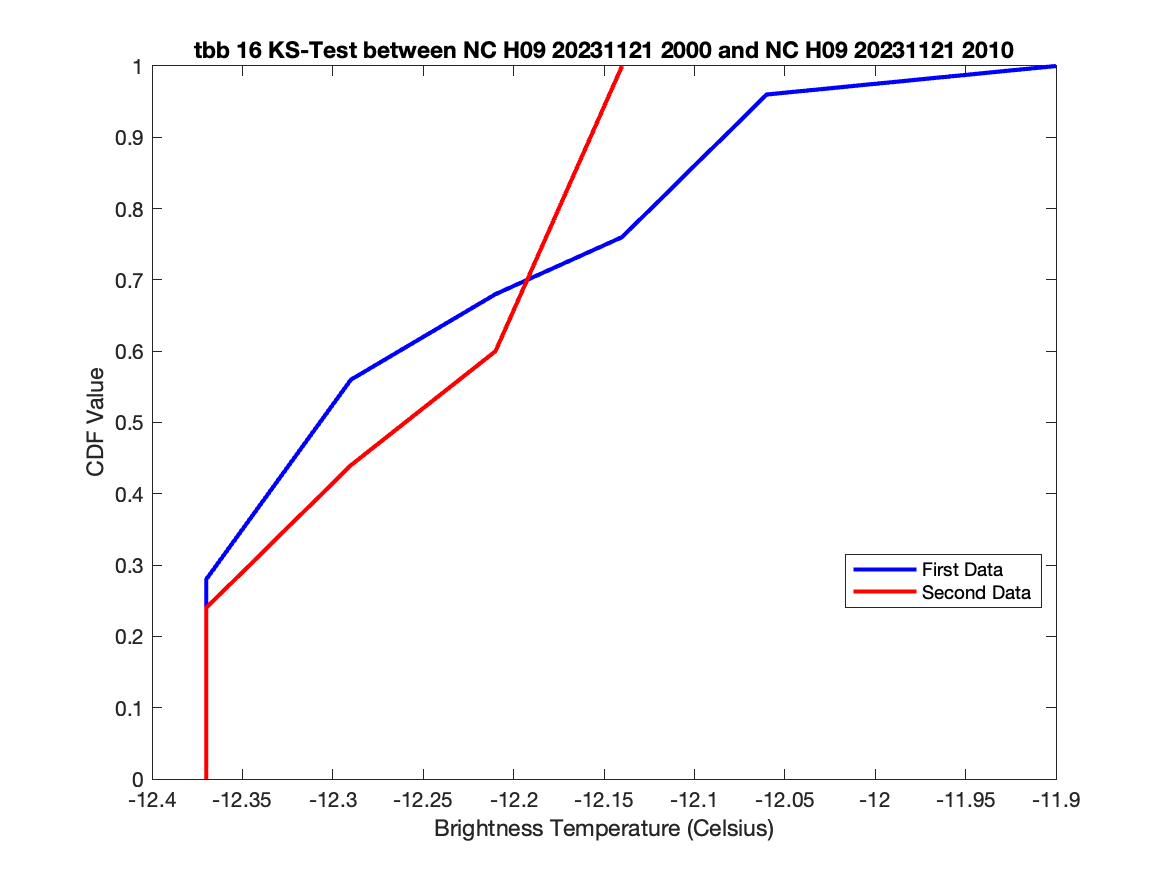 tbb 16 KS-Test between NC H09 20231121 2000 and NC H09 20231121 2010
1
0.9
0.8
0.7
0.6
0.5
0.4
0.3
0.2
0.1
0
CDF Value
First Data
Second Data
-12.4 -12.35 -12.3 -12.25 -12.2 -12.15 -12.1 -12.05 -12 -11.95 -11.9
Brightness Temperature (Celsius)